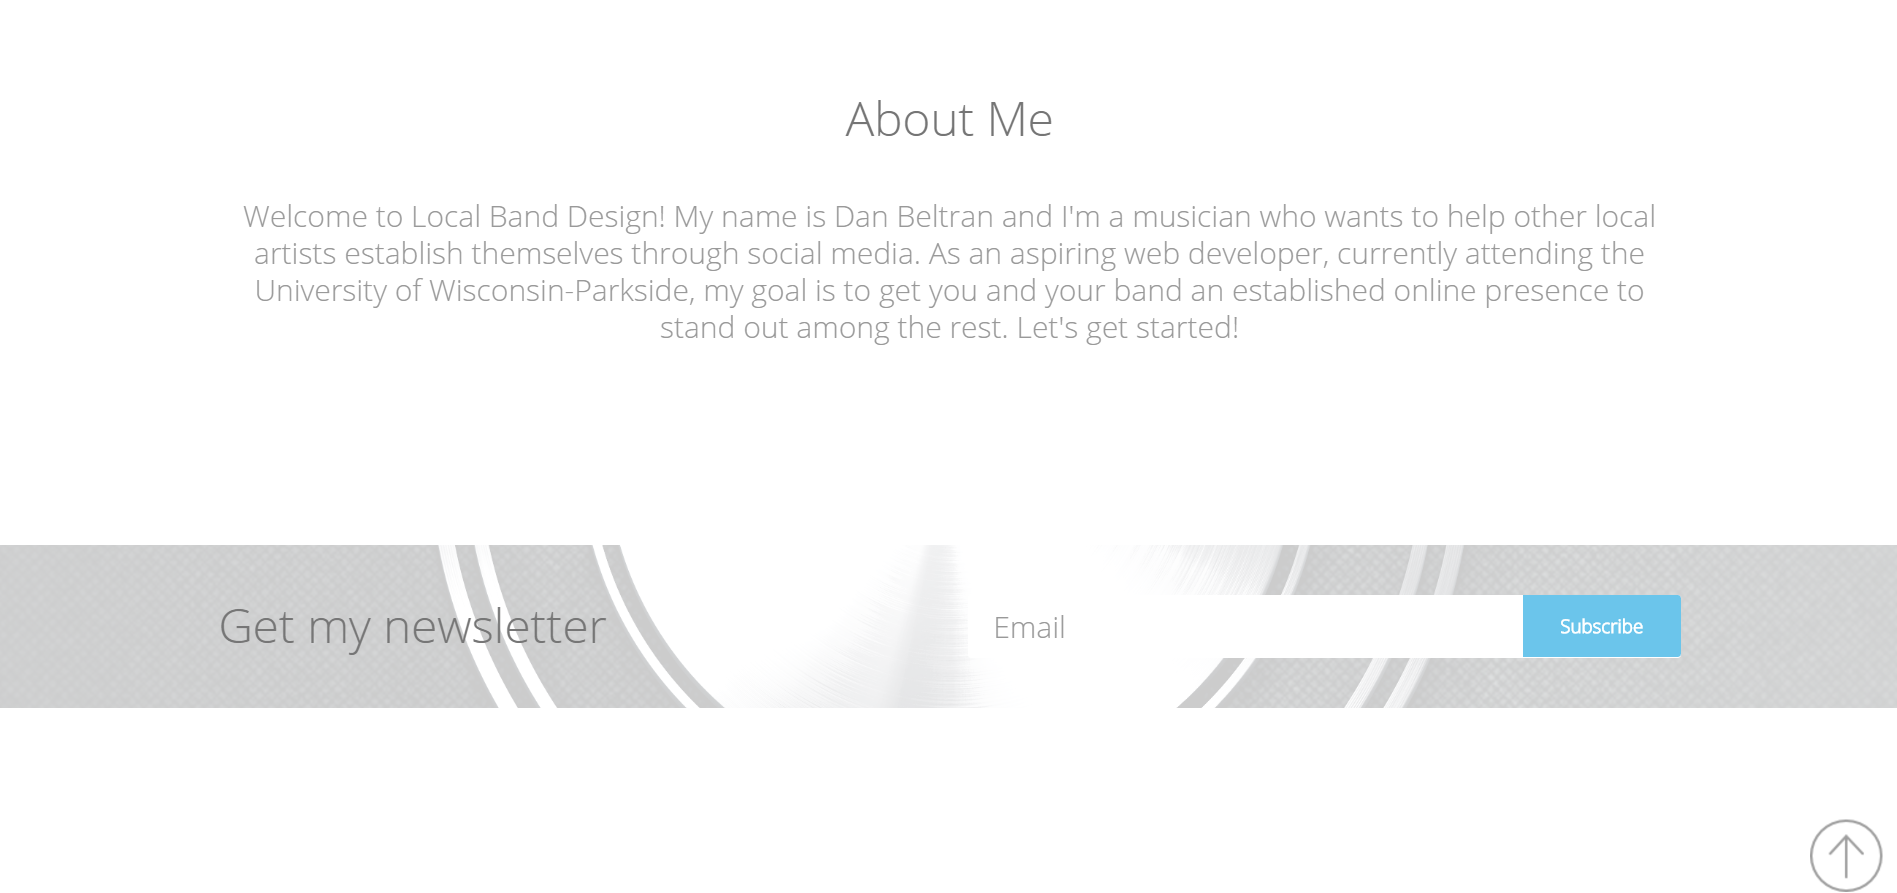 About Me
Welcome to Local Band Design! My name is Dan Beltran and I'm a musician who wants to help other local
artists establish themselves through social media. As an aspiring web developer, currently attending the
University of Wisconsin-Parkside, my goal is to get you and your band an established online presence to
stand out among the rest. Let's get started!
Get my newsletter
Email
Subscribe